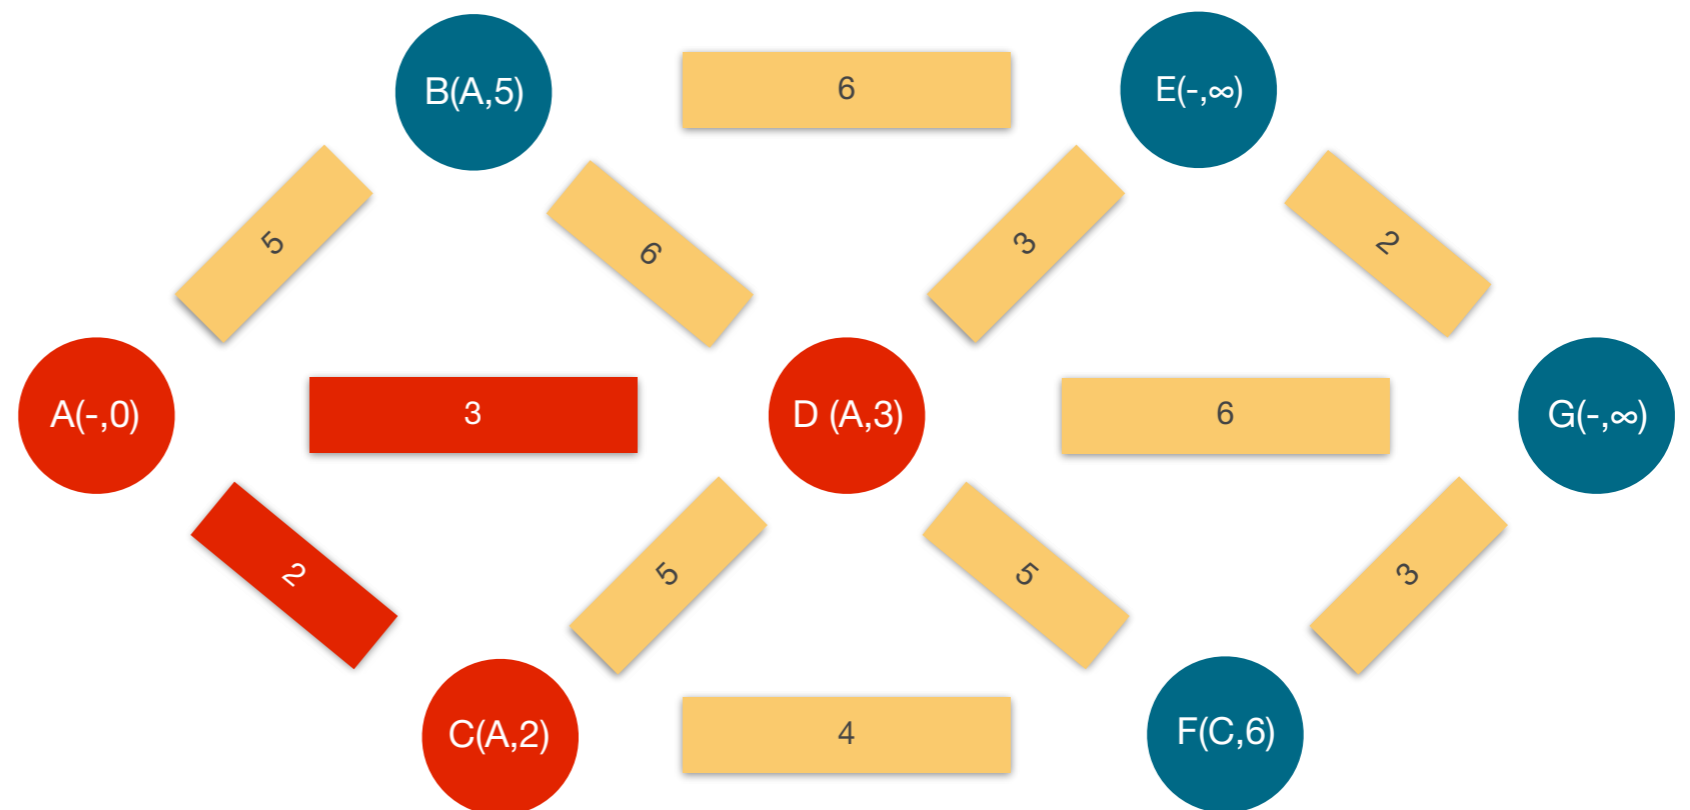 B(A,5)
6
E(-,∞)
5
6
3
2
A(-,0)
3
D (A,3)
6
G(-,∞)
2
5
5
3
C(A,2)
4
F(C,6)